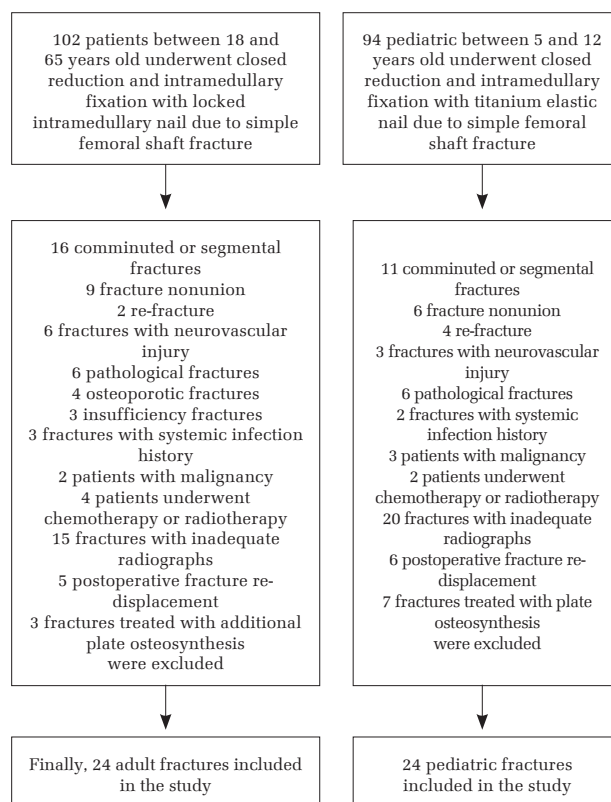 102 patients between 18 and
65 years old underwent closed
reduction and intramedullary
fixation with locked
intramedullary nail due to simple
femoral shaft fracture
94 pediatric between 5 and 12
years old underwent closed
reduction and intramedullary
fixation with titanium elastic
nail due to simple femoral
shaft fracture
16 comminuted or segmental
fractures
9 fracture nonunion
2 re-fracture
6 fractures with neurovascular
injury
6 pathological fractures
4 osteoporotic fractures
3 insufficiency fractures
3 fractures with systemic infection
history
2 patients with malignancy
4 patients underwent
chemotherapy or radiotherapy
15 fractures with inadequate
radiographs
5 postoperative fracture re-
displacement
3 fractures treated with additional
plate osteosynthesis
were excluded
11 comminuted or segmental
fractures
6 fracture nonunion
4 re-fracture
3 fractures with neurovascular
injury
6 pathological fractures
2 fractures with systemic
infection history
3 patients with malignancy
2 patients underwent
chemotherapy or radiotherapy
20 fractures with inadequate
radiographs
6 postoperative fracture re-
displacement
7 fractures treated with plate
osteosynthesis
were excluded
Finally, 24 adult fractures included
in the study
24 pediatric fractures
included in the study